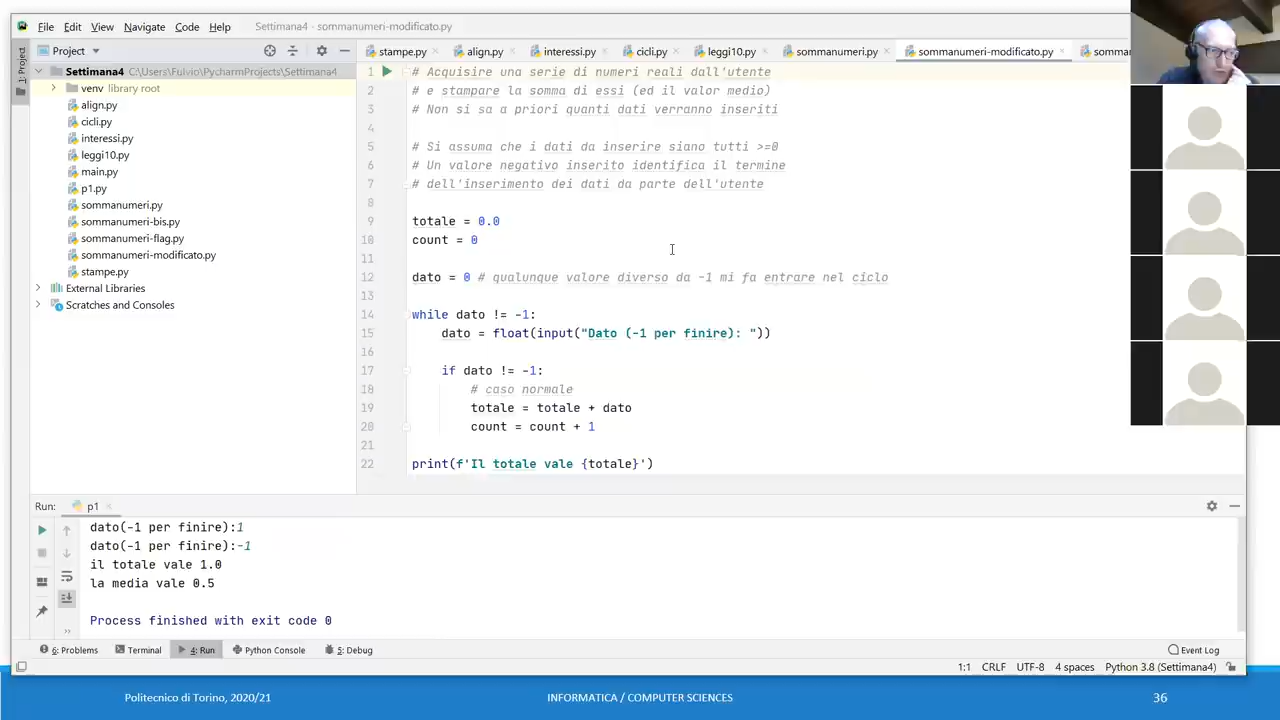 File Edit View Navigate Code Help Settimana4 - sommanumeri-modificato.py
Project
stampe.py align.py interessi.py cicli.py leggi10.py sommanumeri.py sommanumeri-modificato.py somman
1: Project
Settimana4 C:\Users\Fulvio\PycharmProjects\Settimana4
venv library root
align.py
cicli.py
interessi.py
leggi10.py
main.py
p1.py
sommanumeri.py
sommanumeri-bis.py
sommanumeri-flag.py
sommanumeri-modificato.py
stampe.py
External Libraries
Scratches and Consoles
1 # Acquisire una serie di numeri reali dall'utente
2 # e stampare la somma di essi (ed il valor medio)
3 # Non si sa a priori quanti dati verranno inseriti
4
5 # Si assuma che i dati da inserire siano tutti >=0
6 # Un valore negativo inserito identifica il termine
7 # dell'inserimento dei dati da parte dell'utente
8
9 totale = 0.0
10 count = 0
11
12 dato = 0 # qualunque valore diverso da -1 mi fa entrare nel ciclo
13
14 while dato != -1:
15 dato = float(input("Dato (-1 per finire): "))
16
17 if dato != -1:
18 # caso normale
19 totale = totale + dato
20 count = count + 1
21
22 print(f'Il totale vale {totale}')
Run: p1
dato(-1 per finire):1
dato(-1 per finire):-1
il totale vale 1.0
la media vale 0.5
Process finished with exit code 0
6: Problems Terminal 4: Run Python Console 5: Debug Event Log
1:1 CRLF UTF-8 4 spaces Python 3.8 (Settimana4)
Politecnico di Torino, 2020/21 INFORMATICA / COMPUTER SCIENCES 36